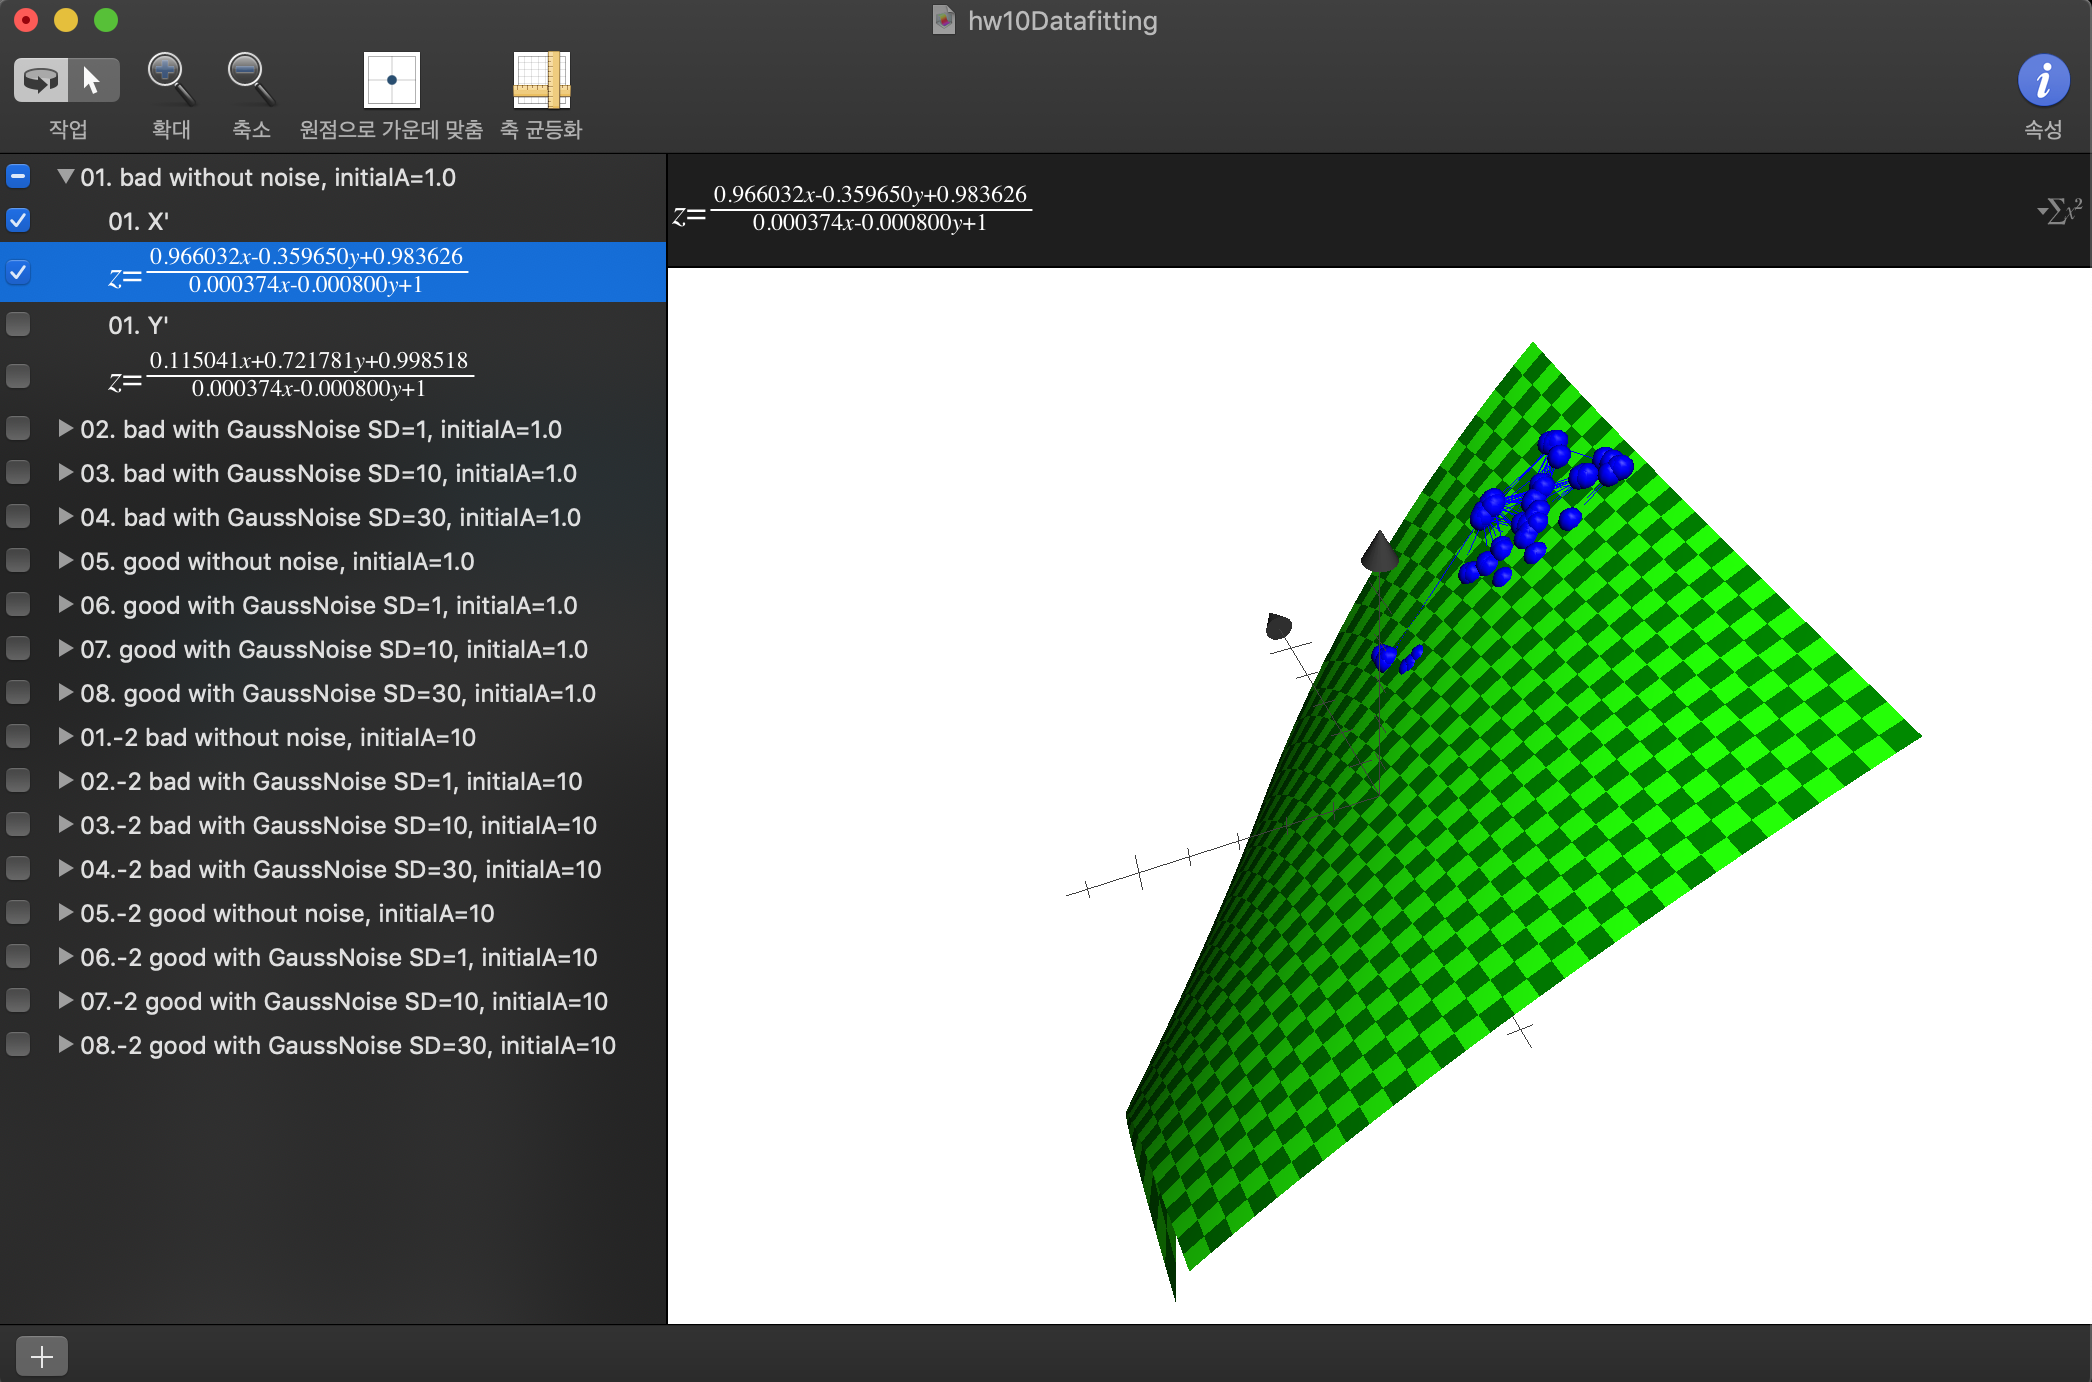 hw10Datafitting
작업
확대
축소
원점으로 가운데 맞춤
축 균등화
속성
01. bad without noise, initialA=1.0
01. X'
z=
0.966032x-0.359650y+0.983626
0.000374x-0.000800y+1
01. Y'
z=
0.115041x+0.721781y+0.998518
0.000374x-0.000800y+1
02. bad with GaussNoise SD=1, initialA=1.0
03. bad with GaussNoise SD=10, initialA=1.0
04. bad with GaussNoise SD=30, initialA=1.0
05. good without noise, initialA=1.0
06. good with GaussNoise SD=1, initialA=1.0
07. good with GaussNoise SD=10, initialA=1.0
08. good with GaussNoise SD=30, initialA=1.0
01.-2 bad without noise, initialA=10
02.-2 bad with GaussNoise SD=1, initialA=10
03.-2 bad with GaussNoise SD=10, initialA=10
04.-2 bad with GaussNoise SD=30, initialA=10
05.-2 good without noise, initialA=10
06.-2 good with GaussNoise SD=1, initialA=10
07.-2 good with GaussNoise SD=10, initialA=10
08.-2 good with GaussNoise SD=30, initialA=10
z=
0.966032x-0.359650y+0.983626
0.000374x-0.000800y+1
∑x²